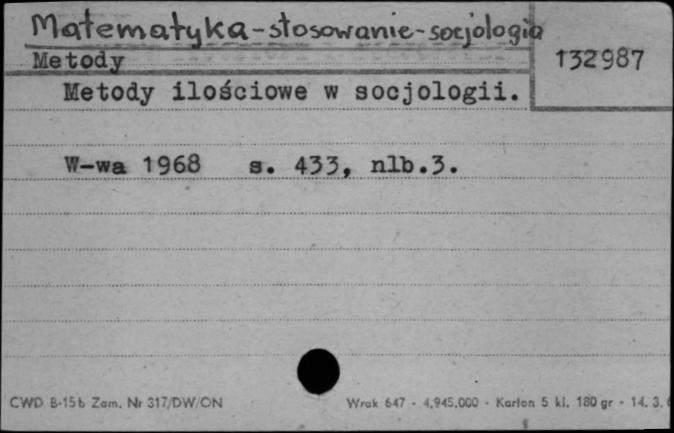 Matematyka-stosowanie-socjologia
Metody
132987
Metody ilościowe w socjologii.
W-wa 1968 s. 433, nlb.3.
CWD B-15b Zam. Nr 317/DW/ON
Wrak 647 - 4,945,000 - Karton 5 kl. 180 gr - 14. 3.